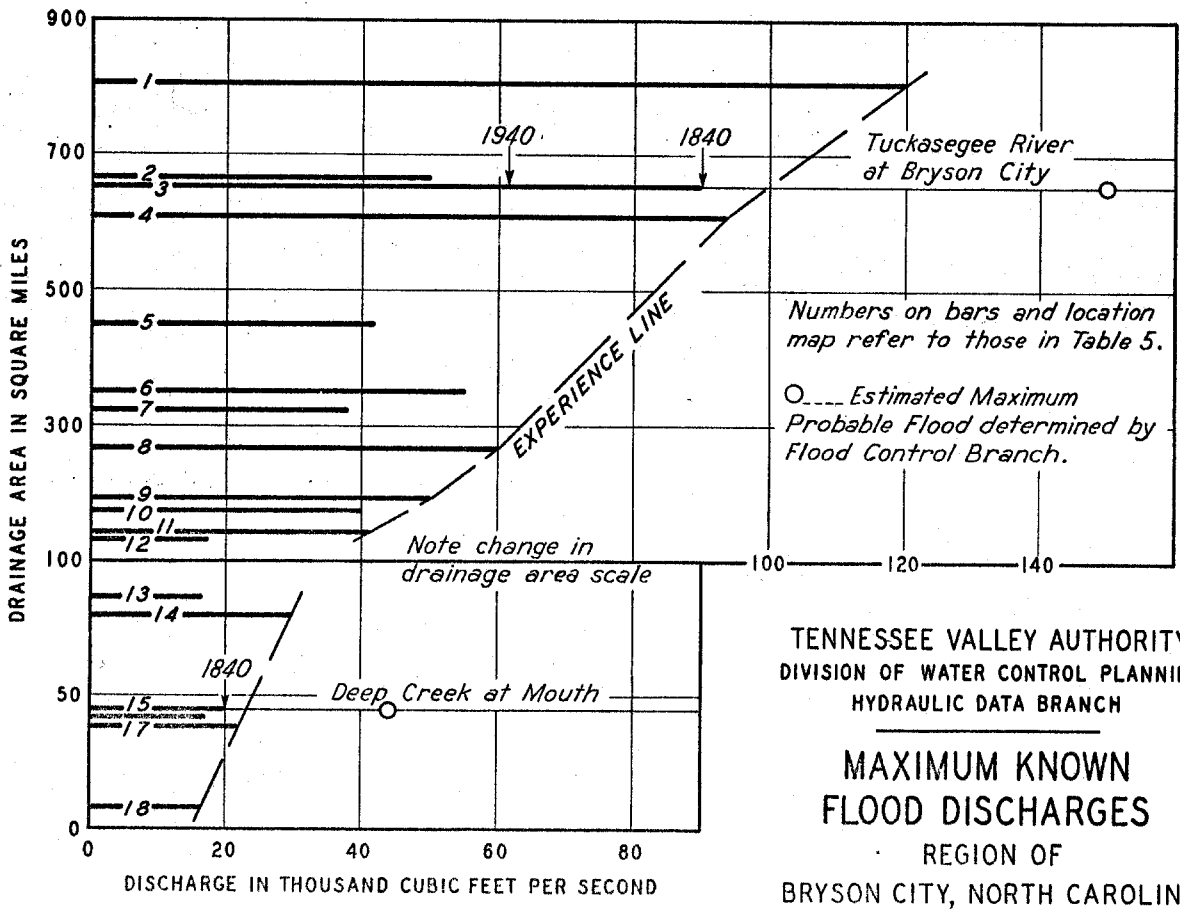 900
700
500
300
100
50
0
DRAINAGE AREA IN SQUARE MILES
1
2
3
4
5
6
7
8
9
10
11
12
13
14
15
17
18
1940
1840
1840
EXPERIENCE LINE
Tuckasegee River
at Bryson City
Numbers on bars and location
map refer to those in Table 5.
Estimated Maximum
Probable Flood determined by
Flood Control Branch.
Note change in
drainage area scale
100
120
140
Deep Creek at Mouth
0
20
40
60
80
DISCHARGE IN THOUSAND CUBIC FEET PER SECOND
TENNESSEE VALLEY AUTHORITY
DIVISION OF WATER CONTROL PLANNIN
HYDRAULIC DATA BRANCH
MAXIMUM KNOWN
FLOOD DISCHARGES
REGION OF
BRYSON CITY, NORTH CAROLIN